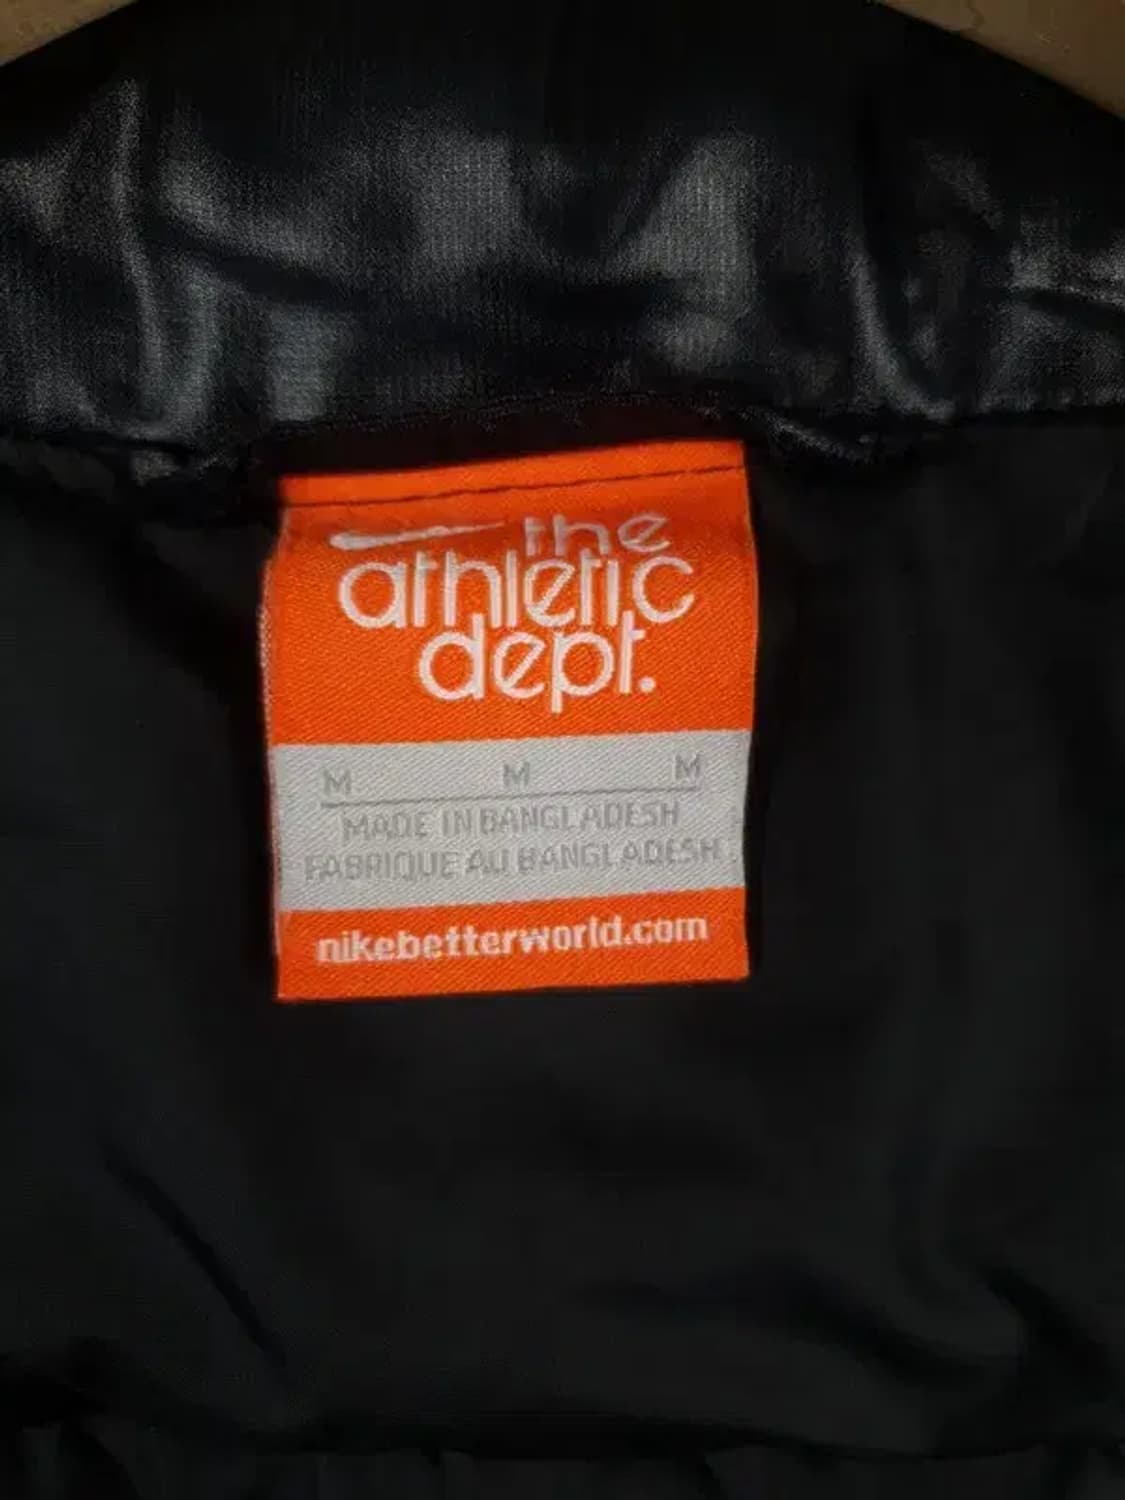 the
athletic
dept.
M M M
MADE IN BANGLADESH
FABRIQUE AU BANGLADESH
nikebetterworld.com